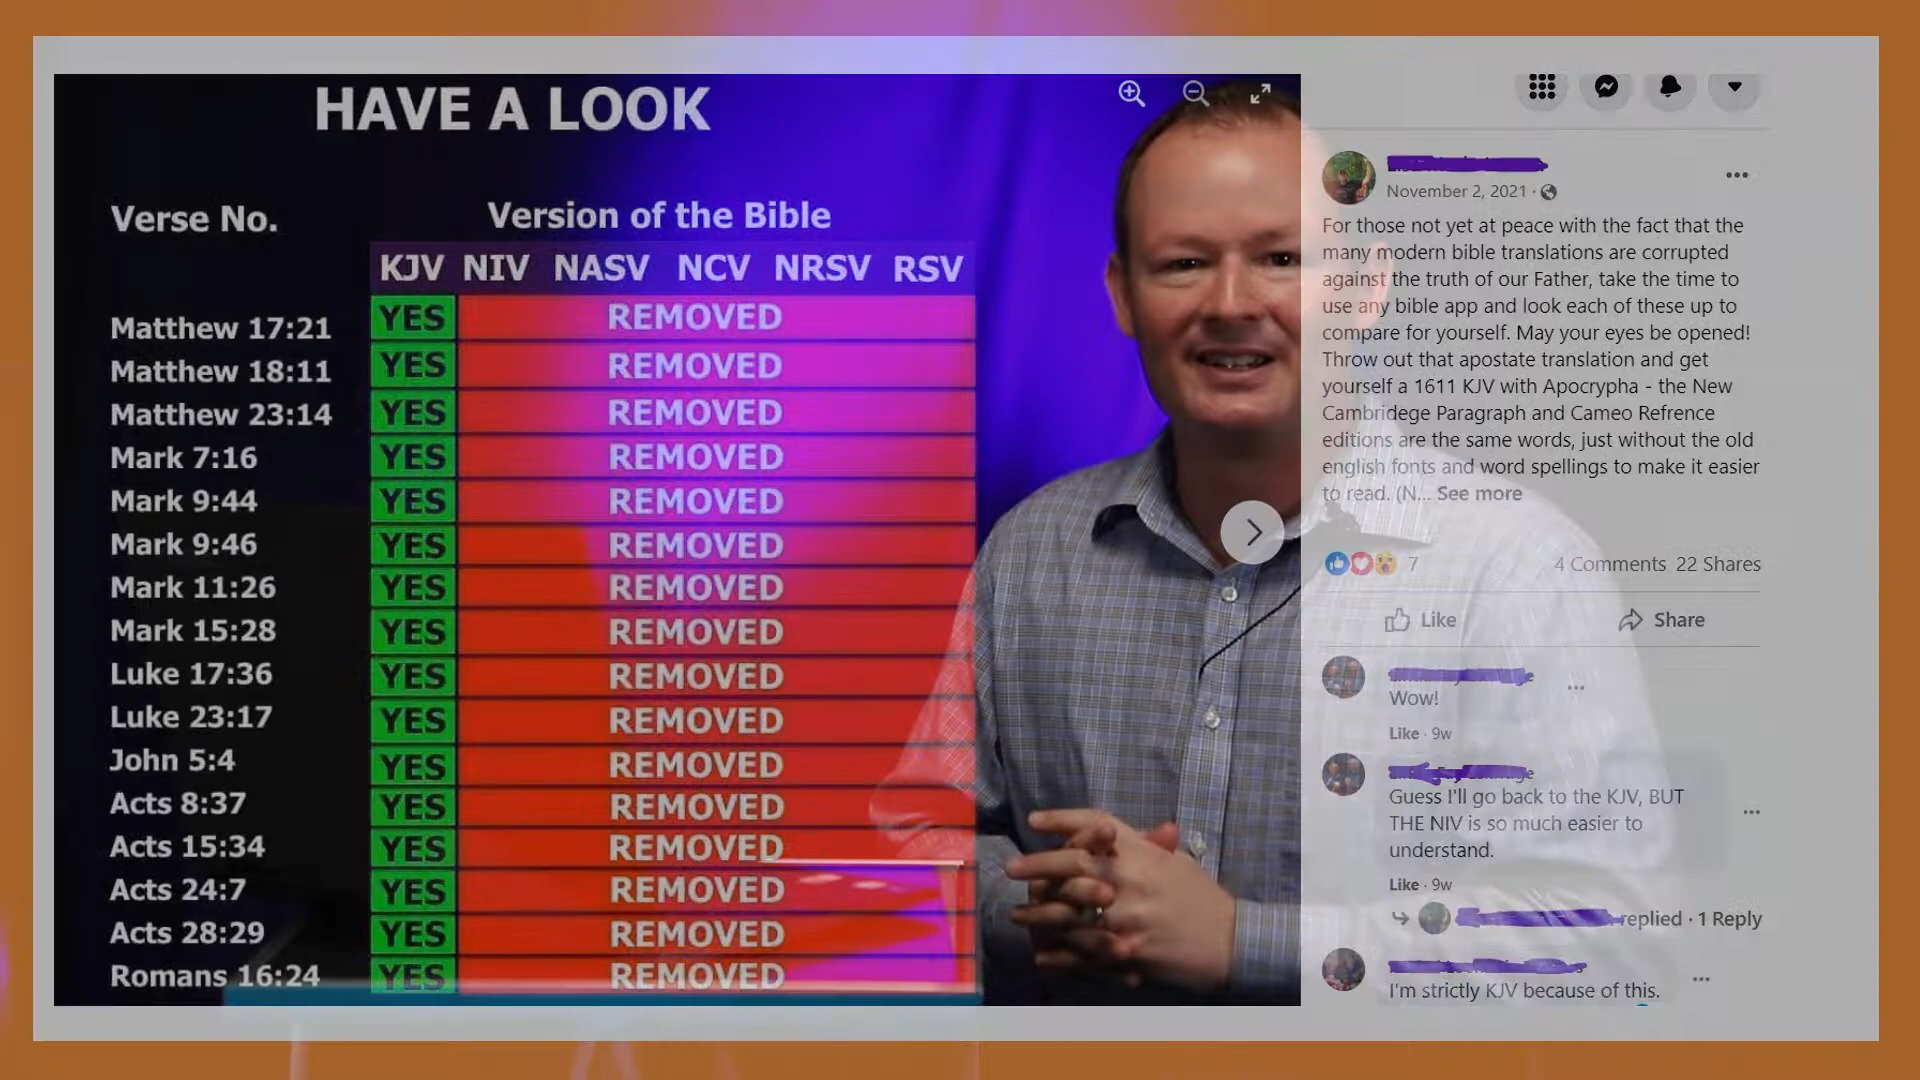 HAVE A LOOK
Verse No.
Version of the Bible
KJV NIV NASV NCV NRSV RSV
Matthew 17:21 YES REMOVED
Matthew 18:11 YES REMOVED
Matthew 23:14 YES REMOVED
Mark 7:16 YES REMOVED
Mark 9:44 YES REMOVED
Mark 9:46 YES REMOVED
Mark 11:26 YES REMOVED
Mark 15:28 YES REMOVED
Luke 17:36 YES REMOVED
Luke 23:17 YES REMOVED
John 5:4 YES REMOVED
Acts 8:37 YES REMOVED
Acts 15:34 YES REMOVED
Acts 24:7 YES REMOVED
Acts 28:29 YES REMOVED
Romans 16:24 YES REMOVED
November 2, 2021 ·
For those not yet at peace with the fact that the
many modern bible translations are corrupted
against the truth of our Father, take the time to
use any bible app and look each of these up to
compare for yourself. May your eyes be opened!
Throw out that apostate translation and get
yourself a 1611 KJV with Apocrypha - the New
Cambridege Paragraph and Cameo Refrence
editions are the same words, just without the old
english fonts and word spellings to make it easier
to read. (N... See more
7 4 Comments 22 Shares
Like Share
Wow!
Like · 9w
Guess I'll go back to the KJV, BUT
THE NIV is so much easier to
understand.
Like · 9w
replied · 1 Reply
I'm strictly KJV because of this.